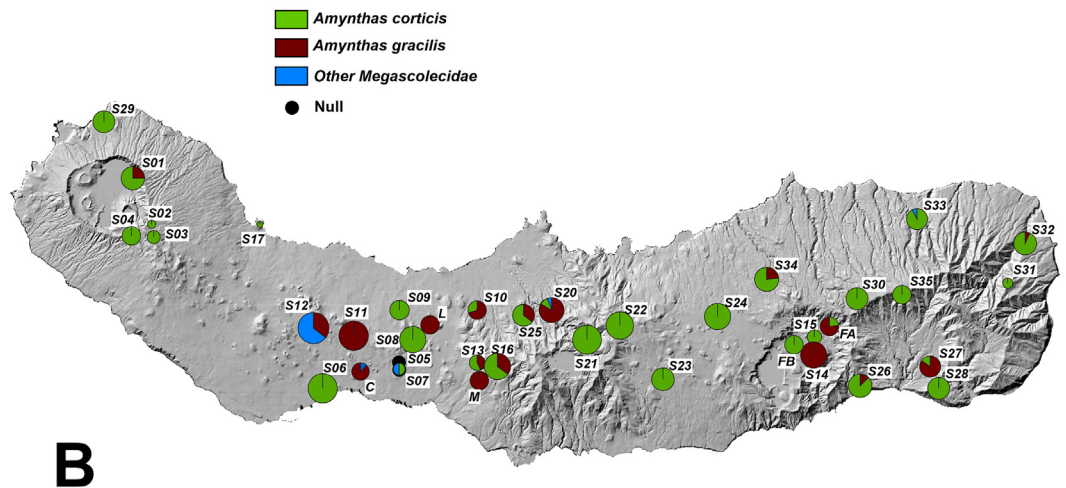 Amynthas corticis
Amynthas gracilis
Other Megascolecidae
Null
S29
S01
S02
S04
S03
S17
S33
S32
S31
S34
S30
S35
S12
S11
S09
L
S10
S20
S25
S22
S24
S08
S05
S07
S06
C
S13
S16
M
S21
S23
S15
FA
FB
S14
S26
S27
S28
B